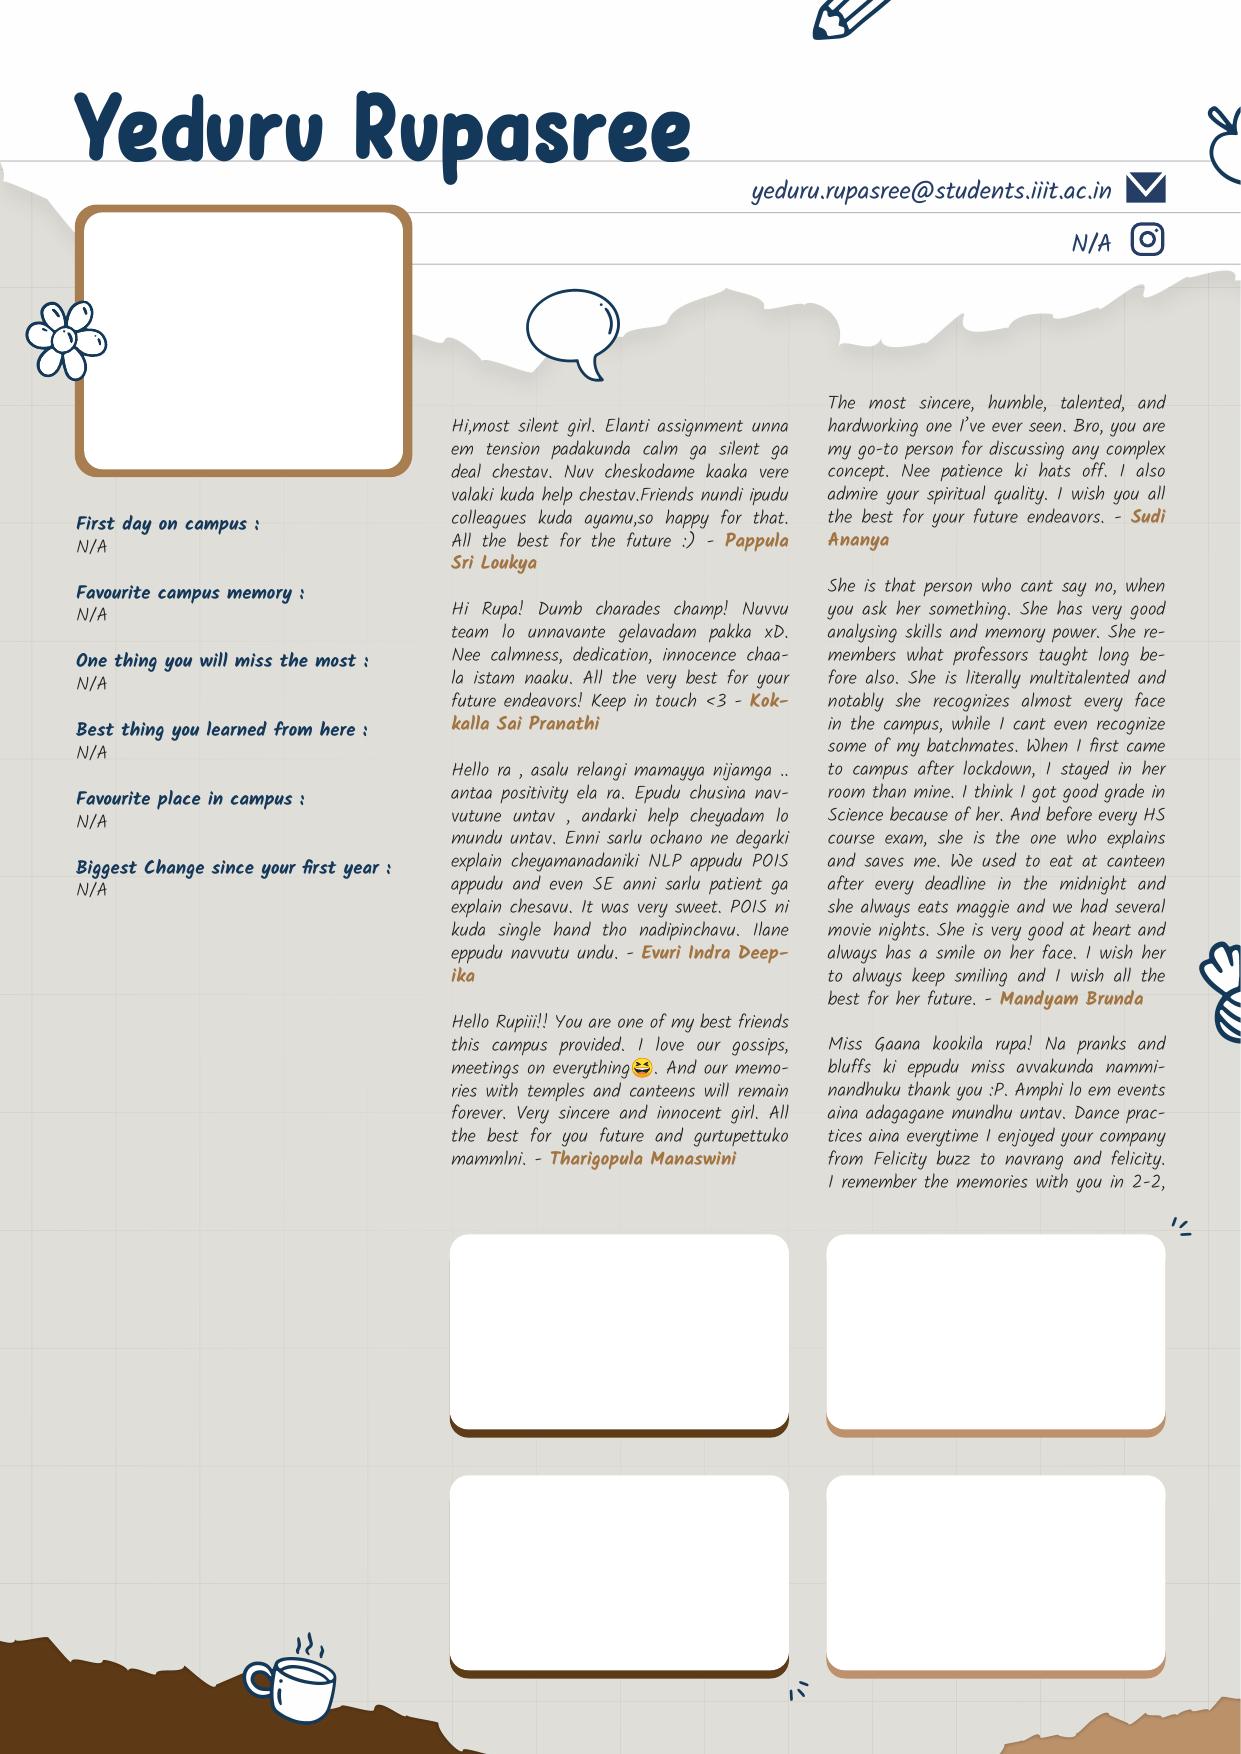 Yeduru Rupasree
yeduru.rupasree@students.iiit.ac.in
N/A
First day on campus :
N/A
Favourite campus memory :
N/A
One thing you will miss the most :
N/A
Best thing you learned from here :
N/A
Favourite place in campus :
N/A
Biggest Change since your first year :
N/A
Hi,most silent girl. Elanti assignment unna
em tension padakunda calm ga silent ga
deal chestav. Nuv cheskodame kaaka vere
valaki kuda help chestav.Friends nundi ipudu
colleagues kuda ayamu,so happy for that.
All the best for the future :) - Pappula
Sri Loukya
Hi Rupa! Dumb charades champ! Nuvvu
team lo unnavante gelavadam pakka xD.
Nee calmness, dedication, innocence chaa-
la istam naaku. All the very best for your
future endeavors! Keep in touch <3 - Kok-
kalla Sai Pranathi
Hello ra , asalu relangi mamayya nijamga ..
antaa positivity ela ra. Epudu chusina nav-
vutune untav , andarki help cheyadam lo
mundu untav. Enni sarlu ochano ne degarki
explain cheyamanadaniki NLP appudu POIS
appudu and even SE anni sarlu patient ga
explain chesavu. It was very sweet. POIS ni
kuda single hand tho nadipinchavu. Ilane
eppudu navvutu undu. - Evuri Indra Deep-
ika
Hello Rupiii!! You are one of my best friends
this campus provided. I love our gossips,
meetings on everything😆. And our memo-
ries with temples and canteens will remain
forever. Very sincere and innocent girl. All
the best for you future and gurtupettuko
mammlni. - Tharigopula Manaswini
The most sincere, humble, talented, and
hardworking one I've ever seen. Bro, you are
my go-to person for discussing any complex
concept. Nee patience ki hats off. I also
admire your spiritual quality. I wish you all
the best for your future endeavors. - Sudi
Ananya
She is that person who cant say no, when
you ask her something. She has very good
analysing skills and memory power. She re-
members what professors taught long be-
fore also. She is literally multitalented and
notably she recognizes almost every face
in the campus, while I cant even recognize
some of my batchmates. When I first came
to campus after lockdown, I stayed in her
room than mine. I think I got good grade in
Science because of her. And before every HS
course exam, she is the one who explains
and saves me. We used to eat at canteen
after every deadline in the midnight and
she always eats maggie and we had several
movie nights. She is very good at heart and
always has a smile on her face. I wish her
to always keep smiling and I wish all the
best for her future. - Mandyam Brunda
Miss Gaana kookila rupa! Na pranks and
bluffs ki eppudu miss avvakunda nammi-
nandhuku thank you :P. Amphi lo em events
aina adagagane mundhu untav. Dance prac-
tices aina everytime I enjoyed your company
from Felicity buzz to navrang and felicity.
I remember the memories with you in 2-2,